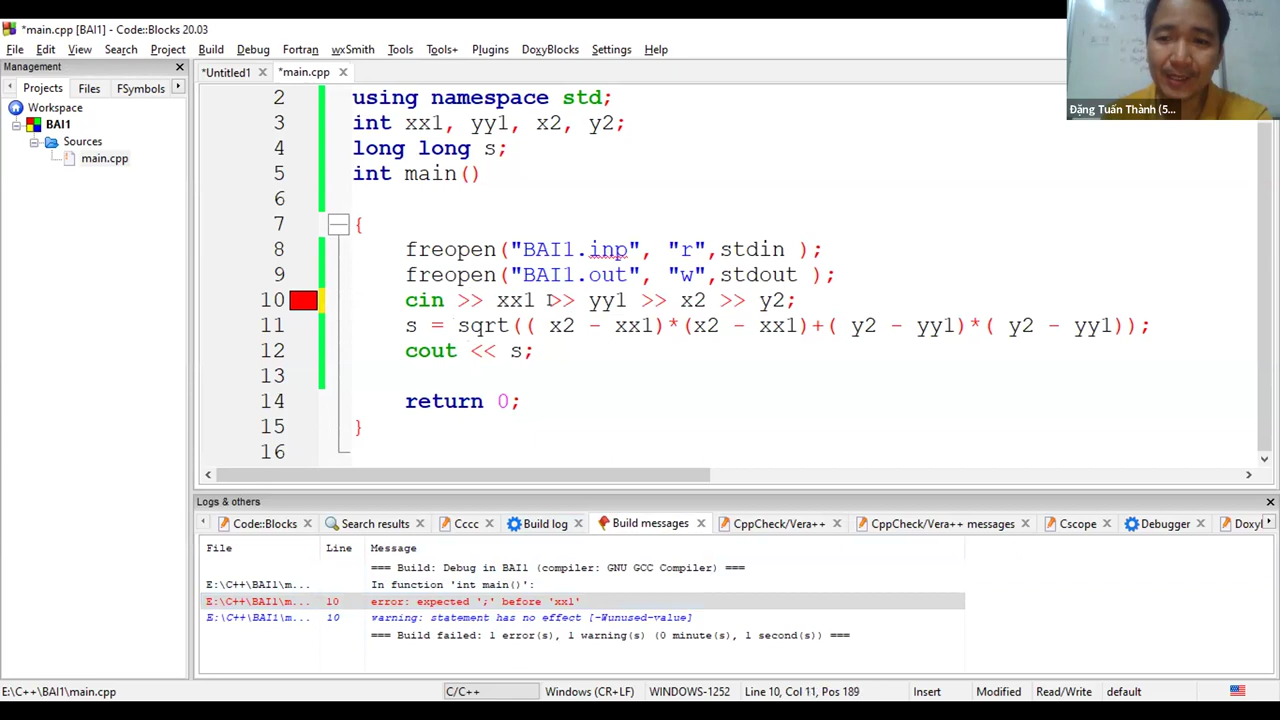 *main.cpp [BAI1] - Code::Blocks 20.03
File Edit View Search Project Build Debug Fortran wxSmith Tools Tools+ Plugins DoxyBlocks Settings Help
Management
*Untitled1
*main.cpp
Projects Files FSymbols
Workspace
BAI1
Sources
main.cpp
Đặng Tuấn Thành (5...
2 using namespace std;
3 int xx1, yy1, x2, y2;
4 long long s;
5 int main()
6
7 {
8 freopen("BAI1.inp", "r",stdin );
9 freopen("BAI1.out", "w",stdout );
10 cin >> xx1 >> yy1 >> x2 >> y2;
11 s = sqrt(( x2 - xx1)*(x2 - xx1)+( y2 - yy1)*( y2 - yy1));
12 cout << s;
13
14 return 0;
15 }
16
Logs & others
Code::Blocks Search results Cccc Build log Build messages CppCheck/Vera++ CppCheck/Vera++ messages Cscope Debugger Doxyl
File Line Message
=== Build: Debug in BAI1 (compiler: GNU GCC Compiler) ===
E:\C++\BAI1\m... In function 'int main()':
E:\C++\BAI1\m... 10 error: expected ';' before 'xx1'
E:\C++\BAI1\m... 10 warning: statement has no effect [-Wunused-value]
=== Build failed: 1 error(s), 1 warning(s) (0 minute(s), 1 second(s)) ===
E:\C++\BAI1\main.cpp C/C++ Windows (CR+LF) WINDOWS-1252 Line 10, Col 11, Pos 189 Insert Modified Read/Write default